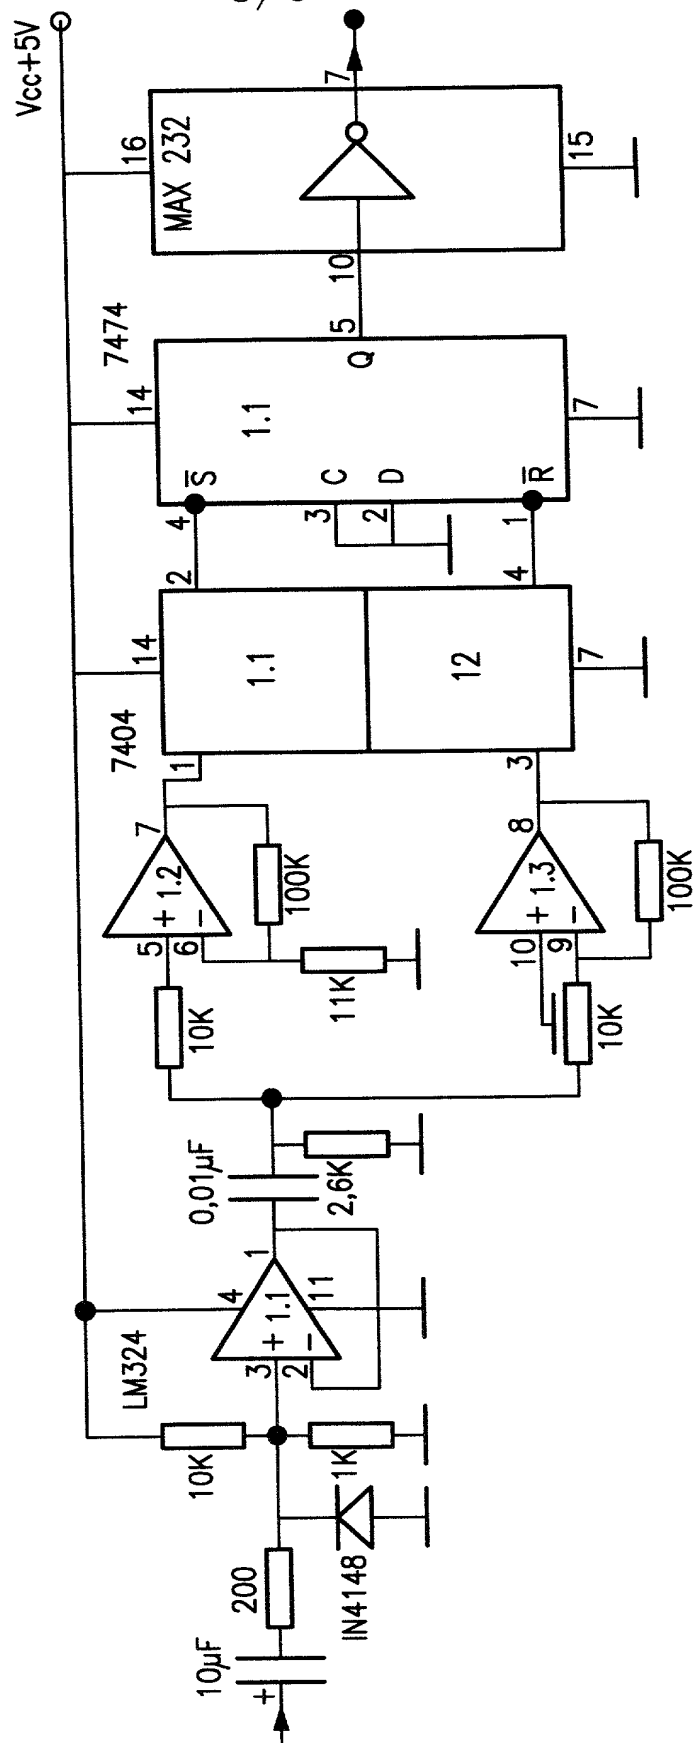 10µF
+
200
IN4148
10K
1K
LM324
3
2
+
−
1.1
4
11
1
0,01µF
2,6K
10K
5
6
+
−
1.2
7
100K
11K
10K
10
9
+
−
1.3
8
100K
7404
1
14
1.1
2
3
12
4
7
7474
4
S̅
14
1.1
3
C
2
D
1
R̅
Q
5
7
MAX 232
16
10
7
15
Vcc+5V